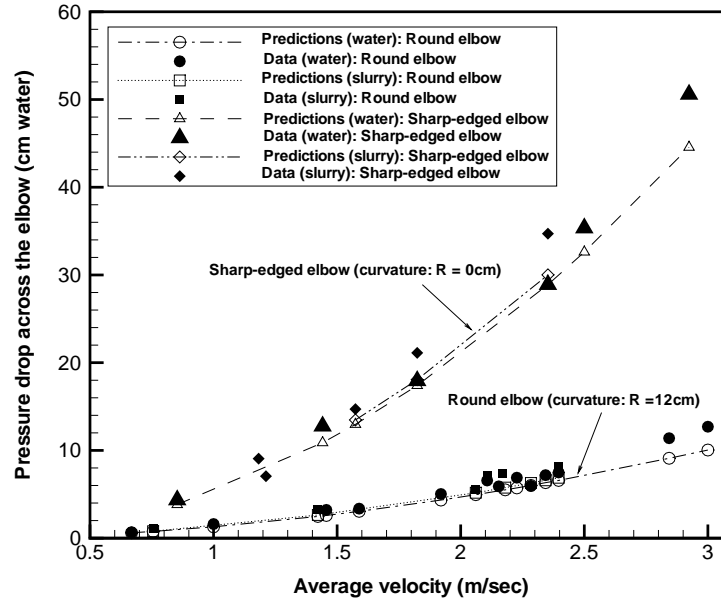 60
50
40
30
20
10
0
0.5
1
1.5
2
2.5
3
Pressure drop across the elbow (cm water)
Average velocity (m/sec)
Predictions (water): Round elbow
Data (water): Round elbow
Predictions (slurry): Round elbow
Data (slurry): Round elbow
Predictions (water): Sharp-edged elbow
Data (water): Sharp-edged elbow
Predictions (slurry): Sharp-edged elbow
Data (slurry): Sharp-edged elbow
Sharp-edged elbow (curvature: R = 0cm)
Round elbow (curvature: R =12cm)